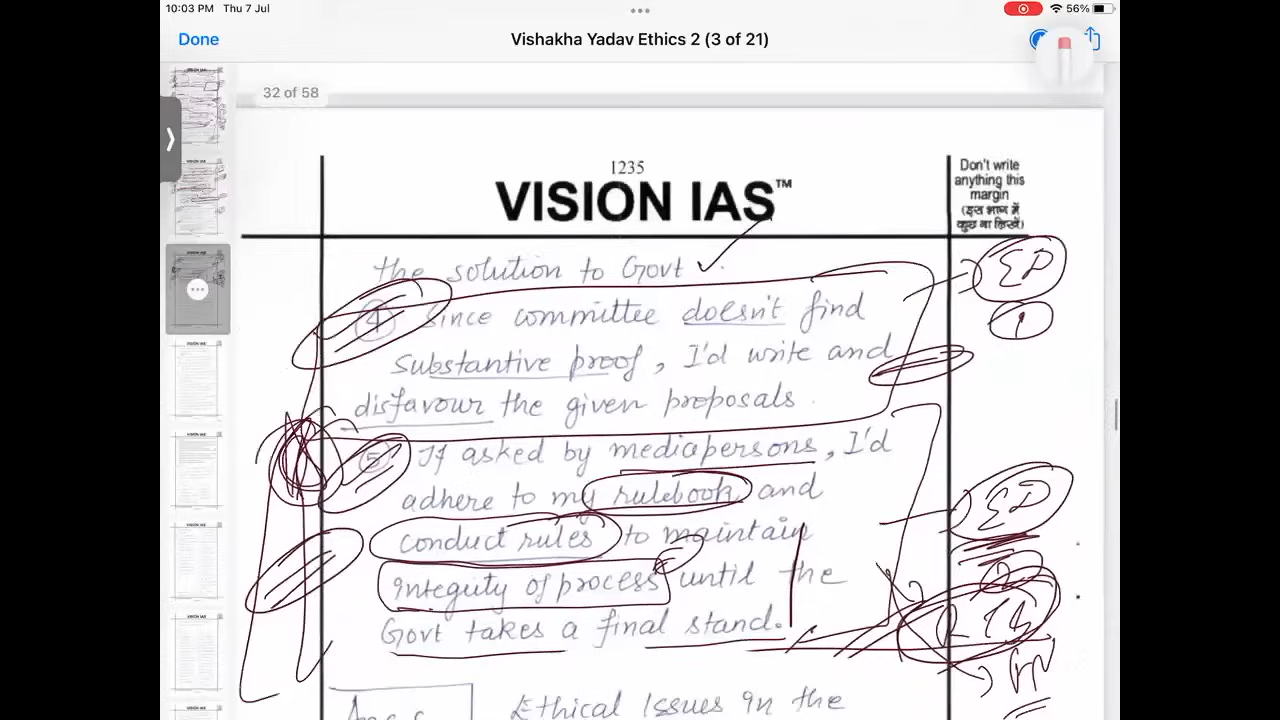 10:03 PM Thu 7 Jul
56%
Done
Vishakha Yadav Ethics 2 (3 of 21)
32 of 58
1235
VISION IAS™
Don't write
anything this
margin
(इस भाग में
कुछ ना लिखें)
the solution to Govt
④ Since committee doesn't find
substantive proof, I'd write and
disfavour the given proposals.
⑤ If asked by mediapersons, I'd
adhere to my rulebook and
conduct rules to maintain
integrity of process until the
Govt takes a final stand.
Ethical Issues in the